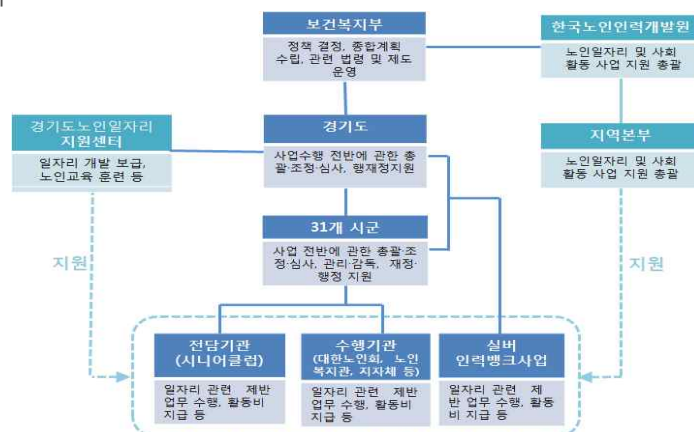 보건복지부
정책 결정, 종합계획
수립, 관련 법령 및 제도
운영
한국노인인력개발원
노인일자리 및 사회
활동 사업 지원 총괄
경기도노인일자리
지원센터
일자리 개발 보급,
노인교육 훈련 등
경기도
사업수행 전반에 관한 총
괄·조정·심사, 행재정지원
지역본부
노인일자리 및 사회
활동 사업 지원 총괄
31개 시군
사업 전반에 관한 총괄·조
정·심사, 관리·감독, 재정·
행정 지원
지원
지원
전담기관
(시니어클럽)
일자리 관련 제반
업무 수행, 활동비
지급 등
수행기관
(대한노인회, 노인
복지관, 지자체 등)
일자리 관련 제반
업무 수행, 활동비
지급 등
실버
인력뱅크사업
일자리 관련 제
반 업무 수행, 활동
비 지급 등